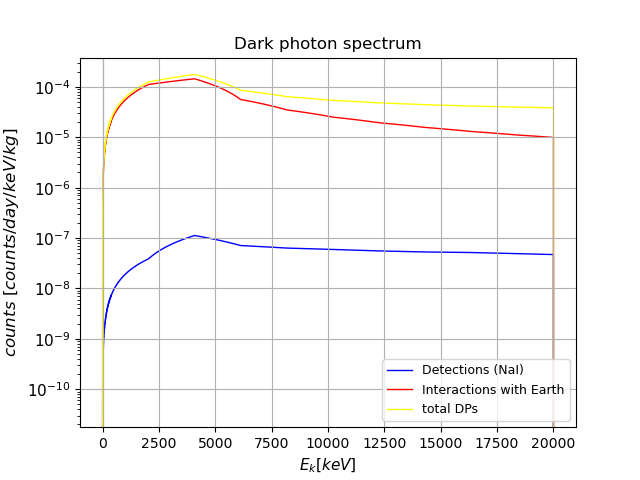 Dark photon spectrum
counts [counts/day/keV/kg]
10⁻⁴
10⁻⁵
10⁻⁶
10⁻⁷
10⁻⁸
10⁻⁹
10⁻¹⁰
Detections (NaI)
Interactions with Earth
total DPs
0 2500 5000 7500 10000 12500 15000 17500 20000
Eₖ[keV]